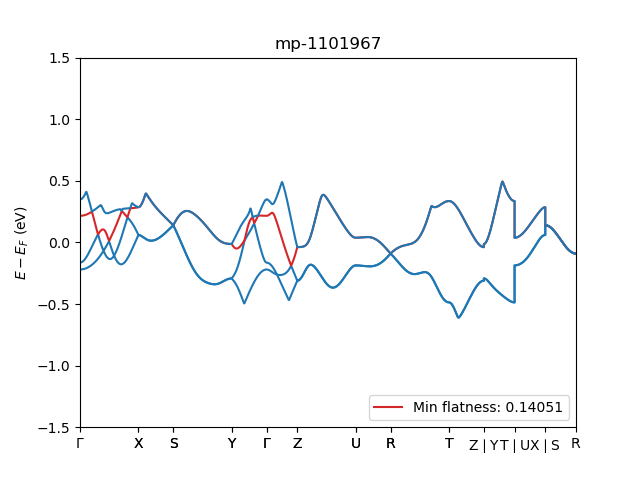 mp-1101967
E − E_F (eV)
1.5
1.0
0.5
0.0
−0.5
−1.0
−1.5
Min flatness: 0.14051
Γ X S Y Γ Z U R T Z | Y T | U X | S R